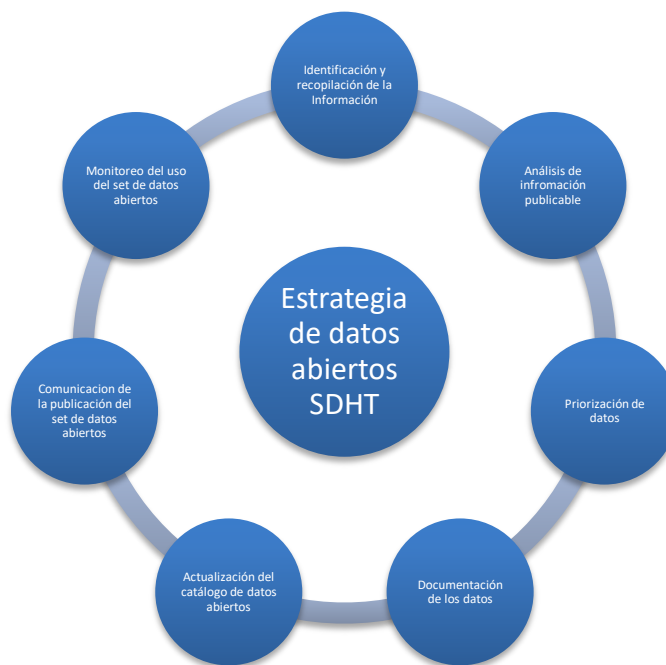 Identificación y
recopilación de la
Información
Análisis de
infromación
publicable
Priorización de
datos
Documentación
de los datos
Actualización del
catálogo de datos
abiertos
Comunicacion de
la publicación del
set de datos
abiertos
Monitoreo del uso
del set de datos
abiertos
Estrategia
de datos
abiertos
SDHT